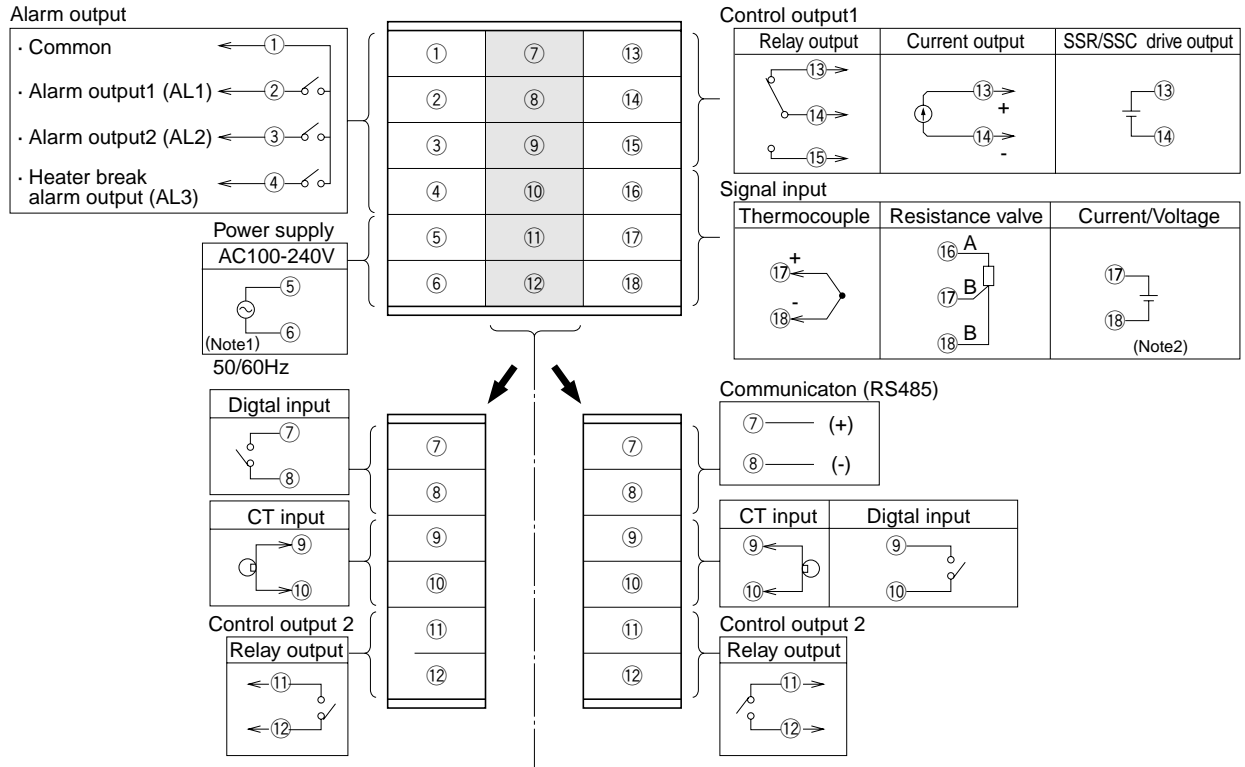 Alarm output
· Common ①
· Alarm output1 (AL1) ②
· Alarm output2 (AL2) ③
· Heater break
alarm output (AL3) ④
Power supply
AC100-240V
⑤
⑥
(Note1)
50/60Hz
① ⑦ ⑬
② ⑧ ⑭
③ ⑨ ⑮
④ ⑩ ⑯
⑤ ⑪ ⑰
⑥ ⑫ ⑱
Control output1
Relay output
⑬
⑭
⑮
Current output
⑬
+
⑭
-
SSR/SSC drive output
⑬
⑭
Signal input
Thermocouple
+
⑰
-
⑱
Resistance valve
⑯ A
⑰ B
⑱ B
Current/Voltage
⑰
⑱
(Note2)
Digtal input
⑦
⑧
CT input
⑨
⑩
Control output 2
Relay output
⑪
⑫
⑦
⑧
⑨
⑩
⑪
⑫
⑦
⑧
⑨
⑩
⑪
⑫
Communicaton (RS485)
⑦ (+)
⑧ (-)
CT input
⑨
⑩
Digtal input
⑨
⑩
Control output 2
Relay output
⑪
⑫